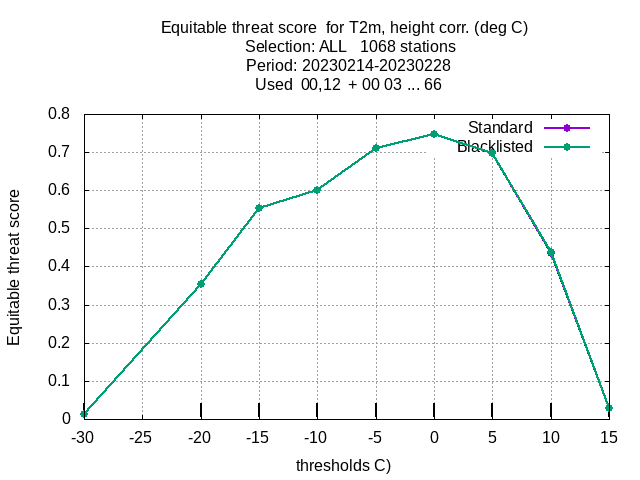 Equitable threat score  for T2m, height corr. (deg C)
Selection: ALL   1068 stations
Period: 20230214-20230228
Used  00,12  + 00 03 ... 66
Standard
Blacklisted
Equitable threat score
0.8
0.7
0.6
0.5
0.4
0.3
0.2
0.1
0
-30 -25 -20 -15 -10 -5 0 5 10 15
thresholds C)